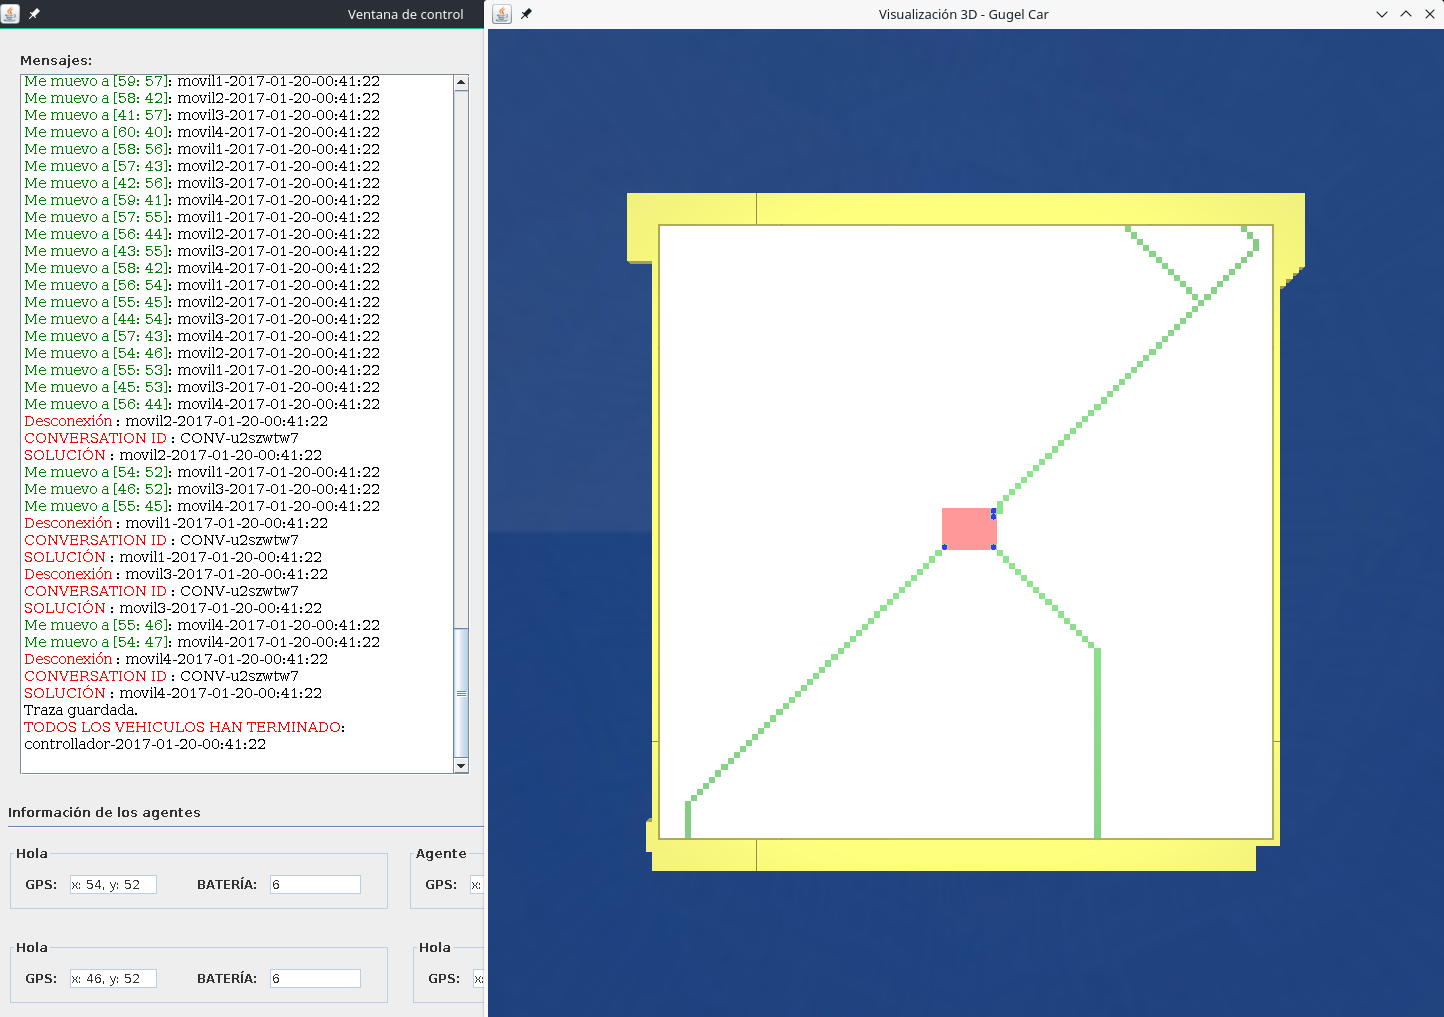 Ventana de control
Visualización 3D - Gugel Car
Mensajes:
Me muevo a [59: 57]: movil1-2017-01-20-00:41:22
Me muevo a [58: 42]: movil2-2017-01-20-00:41:22
Me muevo a [41: 57]: movil3-2017-01-20-00:41:22
Me muevo a [60: 40]: movil4-2017-01-20-00:41:22
Me muevo a [58: 56]: movil1-2017-01-20-00:41:22
Me muevo a [57: 43]: movil2-2017-01-20-00:41:22
Me muevo a [42: 56]: movil3-2017-01-20-00:41:22
Me muevo a [59: 41]: movil4-2017-01-20-00:41:22
Me muevo a [57: 55]: movil1-2017-01-20-00:41:22
Me muevo a [56: 44]: movil2-2017-01-20-00:41:22
Me muevo a [43: 55]: movil3-2017-01-20-00:41:22
Me muevo a [58: 42]: movil4-2017-01-20-00:41:22
Me muevo a [56: 54]: movil1-2017-01-20-00:41:22
Me muevo a [55: 45]: movil2-2017-01-20-00:41:22
Me muevo a [44: 54]: movil3-2017-01-20-00:41:22
Me muevo a [57: 43]: movil4-2017-01-20-00:41:22
Me muevo a [54: 46]: movil2-2017-01-20-00:41:22
Me muevo a [55: 53]: movil1-2017-01-20-00:41:22
Me muevo a [45: 53]: movil3-2017-01-20-00:41:22
Me muevo a [56: 44]: movil4-2017-01-20-00:41:22
Desconexión : movil2-2017-01-20-00:41:22
CONVERSATION ID : CONV-u2szwtw7
SOLUCIÓN : movil2-2017-01-20-00:41:22
Me muevo a [54: 52]: movil1-2017-01-20-00:41:22
Me muevo a [46: 52]: movil3-2017-01-20-00:41:22
Me muevo a [55: 45]: movil4-2017-01-20-00:41:22
Desconexión : movil1-2017-01-20-00:41:22
CONVERSATION ID : CONV-u2szwtw7
SOLUCIÓN : movil1-2017-01-20-00:41:22
Desconexión : movil3-2017-01-20-00:41:22
CONVERSATION ID : CONV-u2szwtw7
SOLUCIÓN : movil3-2017-01-20-00:41:22
Me muevo a [55: 46]: movil4-2017-01-20-00:41:22
Me muevo a [54: 47]: movil4-2017-01-20-00:41:22
Desconexión : movil4-2017-01-20-00:41:22
CONVERSATION ID : CONV-u2szwtw7
SOLUCIÓN : movil4-2017-01-20-00:41:22
Traza guardada.
TODOS LOS VEHICULOS HAN TERMINADO:
controllador-2017-01-20-00:41:22
Información de los agentes
Hola
GPS: x: 54, y: 52 BATERÍA: 6
Agente
GPS: x:
Hola
GPS: x: 46, y: 52 BATERÍA: 6
Hola
GPS: x: